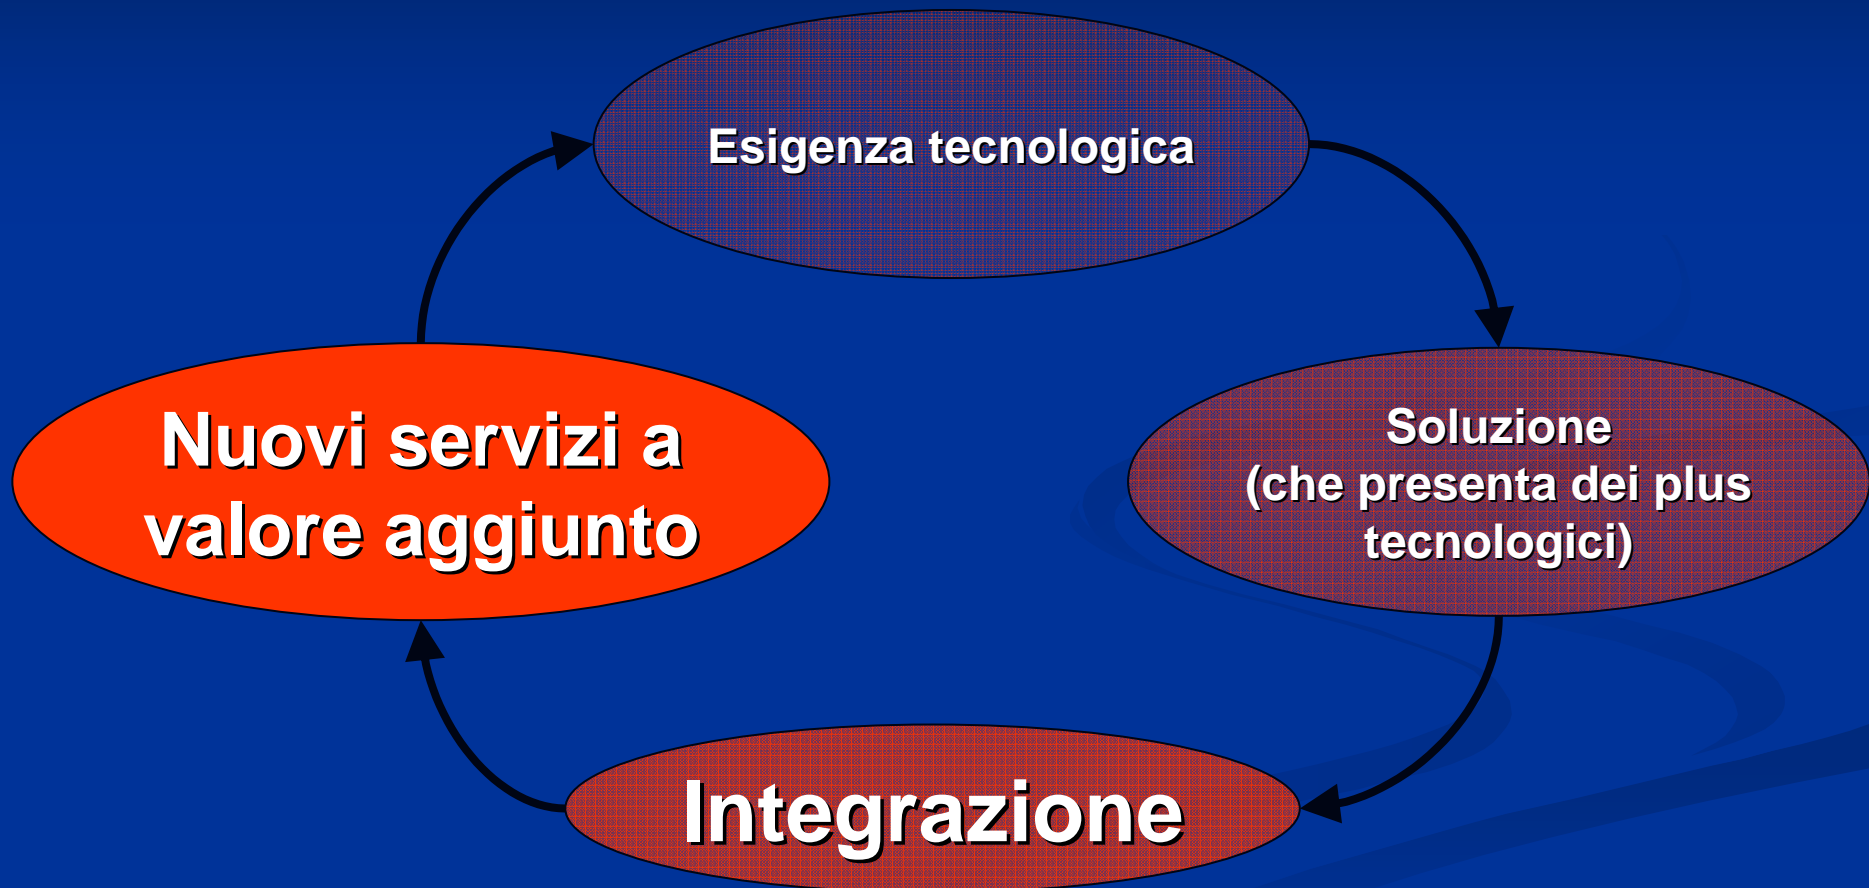 Esigenza tecnologica
Nuovi servizi a
valore aggiunto
Soluzione
(che presenta dei plus
tecnologici)
Integrazione